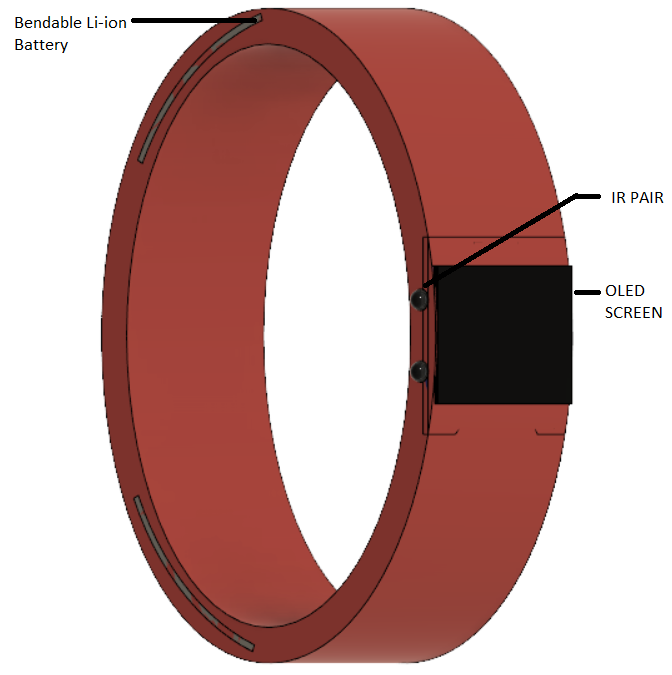 Bendable Li-ion
Battery
IR PAIR
OLED
SCREEN